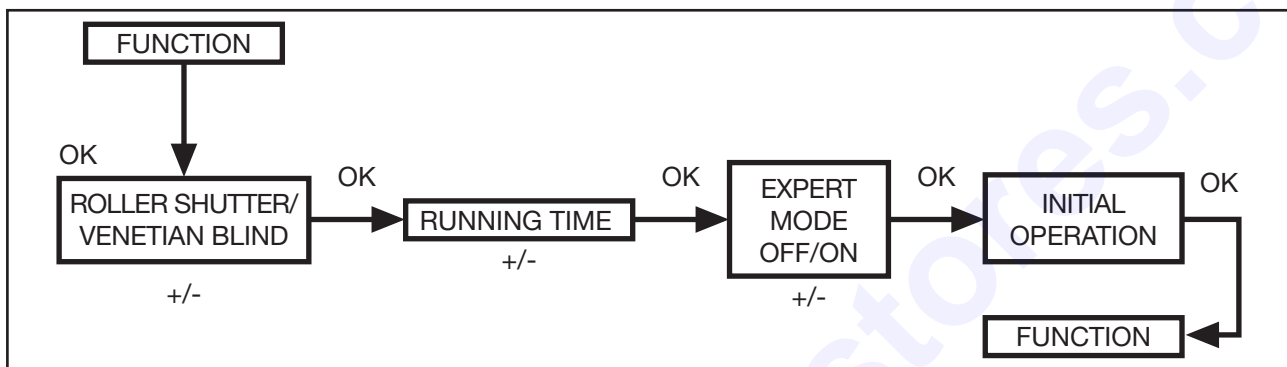 FUNCTION
OK
ROLLER SHUTTER/
VENETIAN BLIND
+/-
OK
RUNNING TIME
+/-
OK
EXPERT
MODE
OFF/ON
+/-
OK
INITIAL
OPERATION
OK
FUNCTION
stores.c